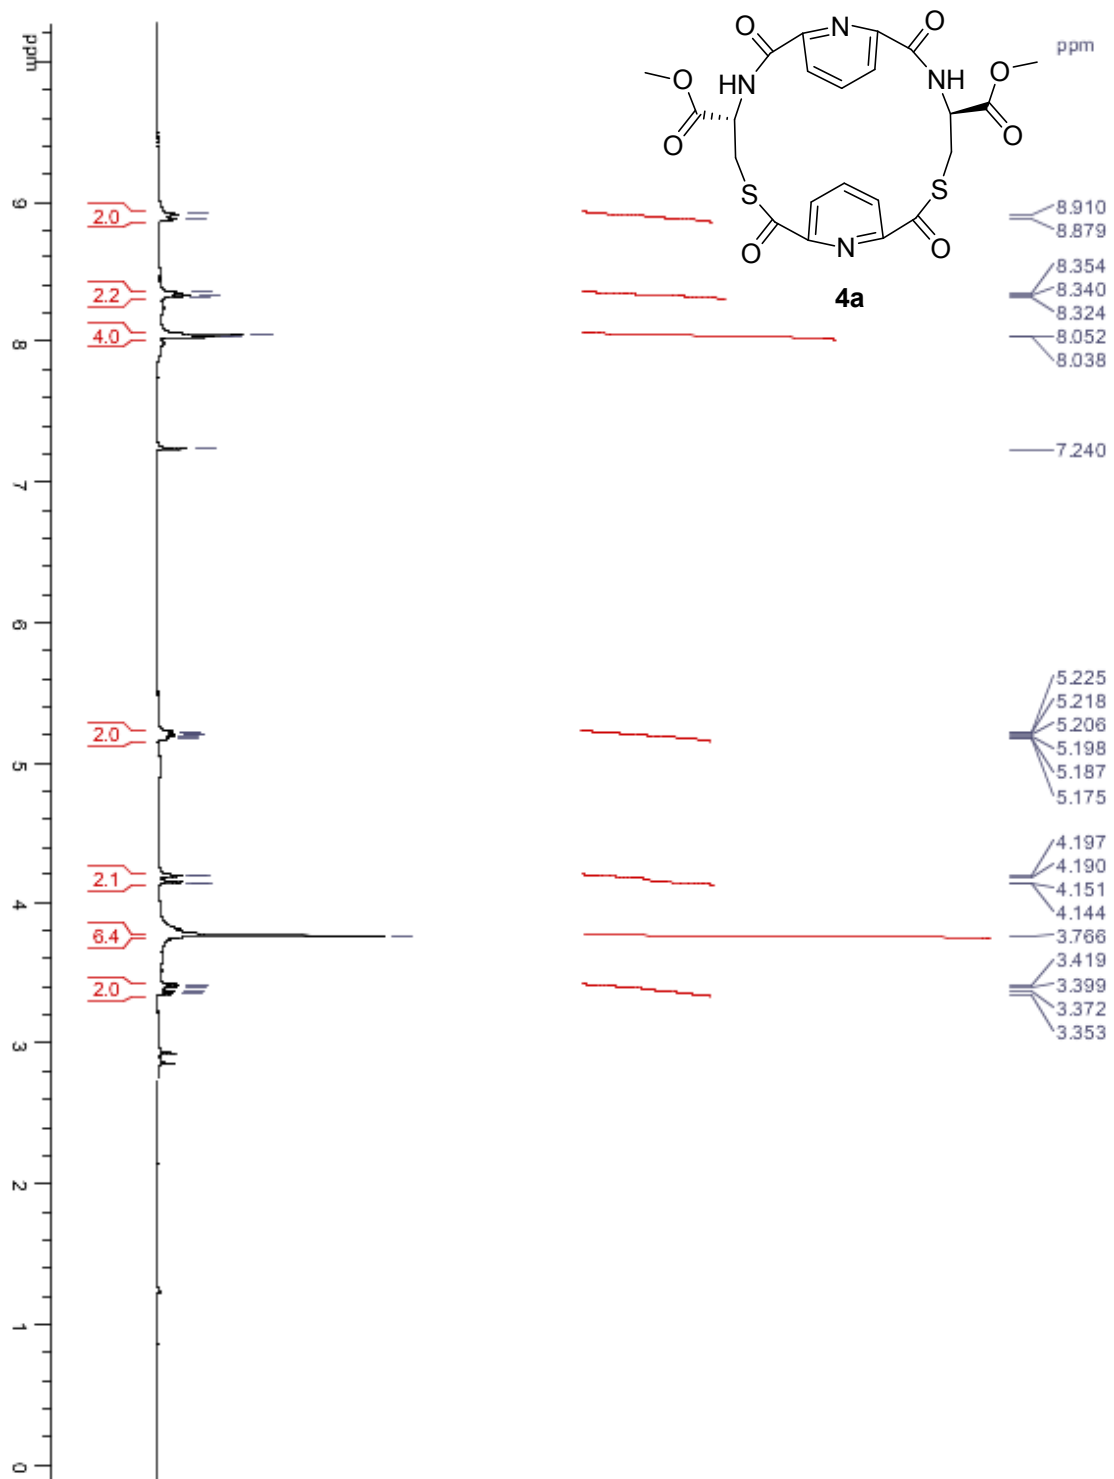 ppm
9
8
7
6
5
4
3
2
1
0
2.0
2.2
4.0
2.0
2.1
6.4
2.0
O
N
O
O
HN
NH
O
O
O
S
S
O
N
O
4a
ppm
8.910
8.879
8.354
8.340
8.324
8.052
8.038
7.240
5.225
5.218
5.206
5.198
5.187
5.175
4.197
4.190
4.151
4.144
3.766
3.419
3.399
3.372
3.353